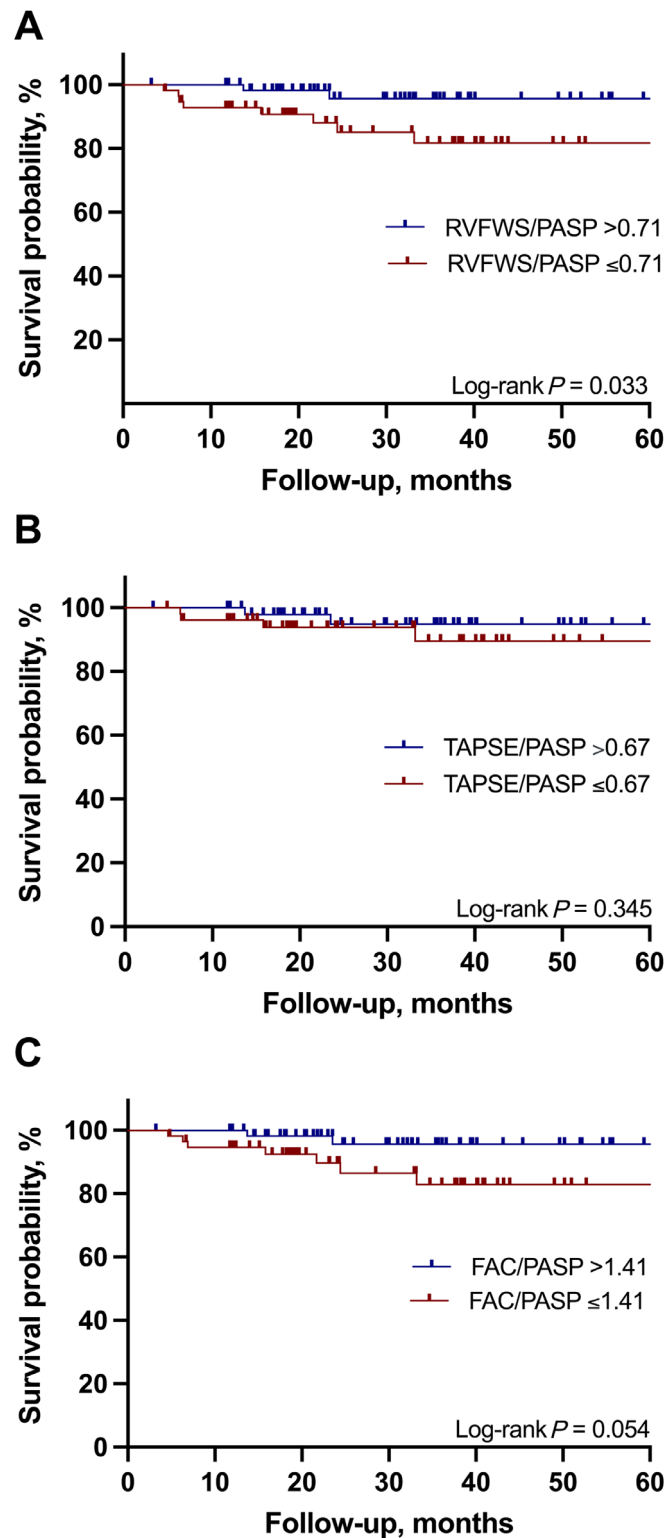 A
Survival probability, %
100
80
60
40
20
RVFWS/PASP >0.71
RVFWS/PASP ≤0.71
Log-rank P = 0.033
0 10 20 30 40 50 60
Follow-up, months
B
Survival probability, %
100
80
60
40
20
0
TAPSE/PASP >0.67
TAPSE/PASP ≤0.67
Log-rank P = 0.345
0 10 20 30 40 50 60
Follow-up, months
C
Survival probability, %
100
80
60
40
20
0
FAC/PASP >1.41
FAC/PASP ≤1.41
Log-rank P = 0.054
0 10 20 30 40 50 60
Follow-up, months